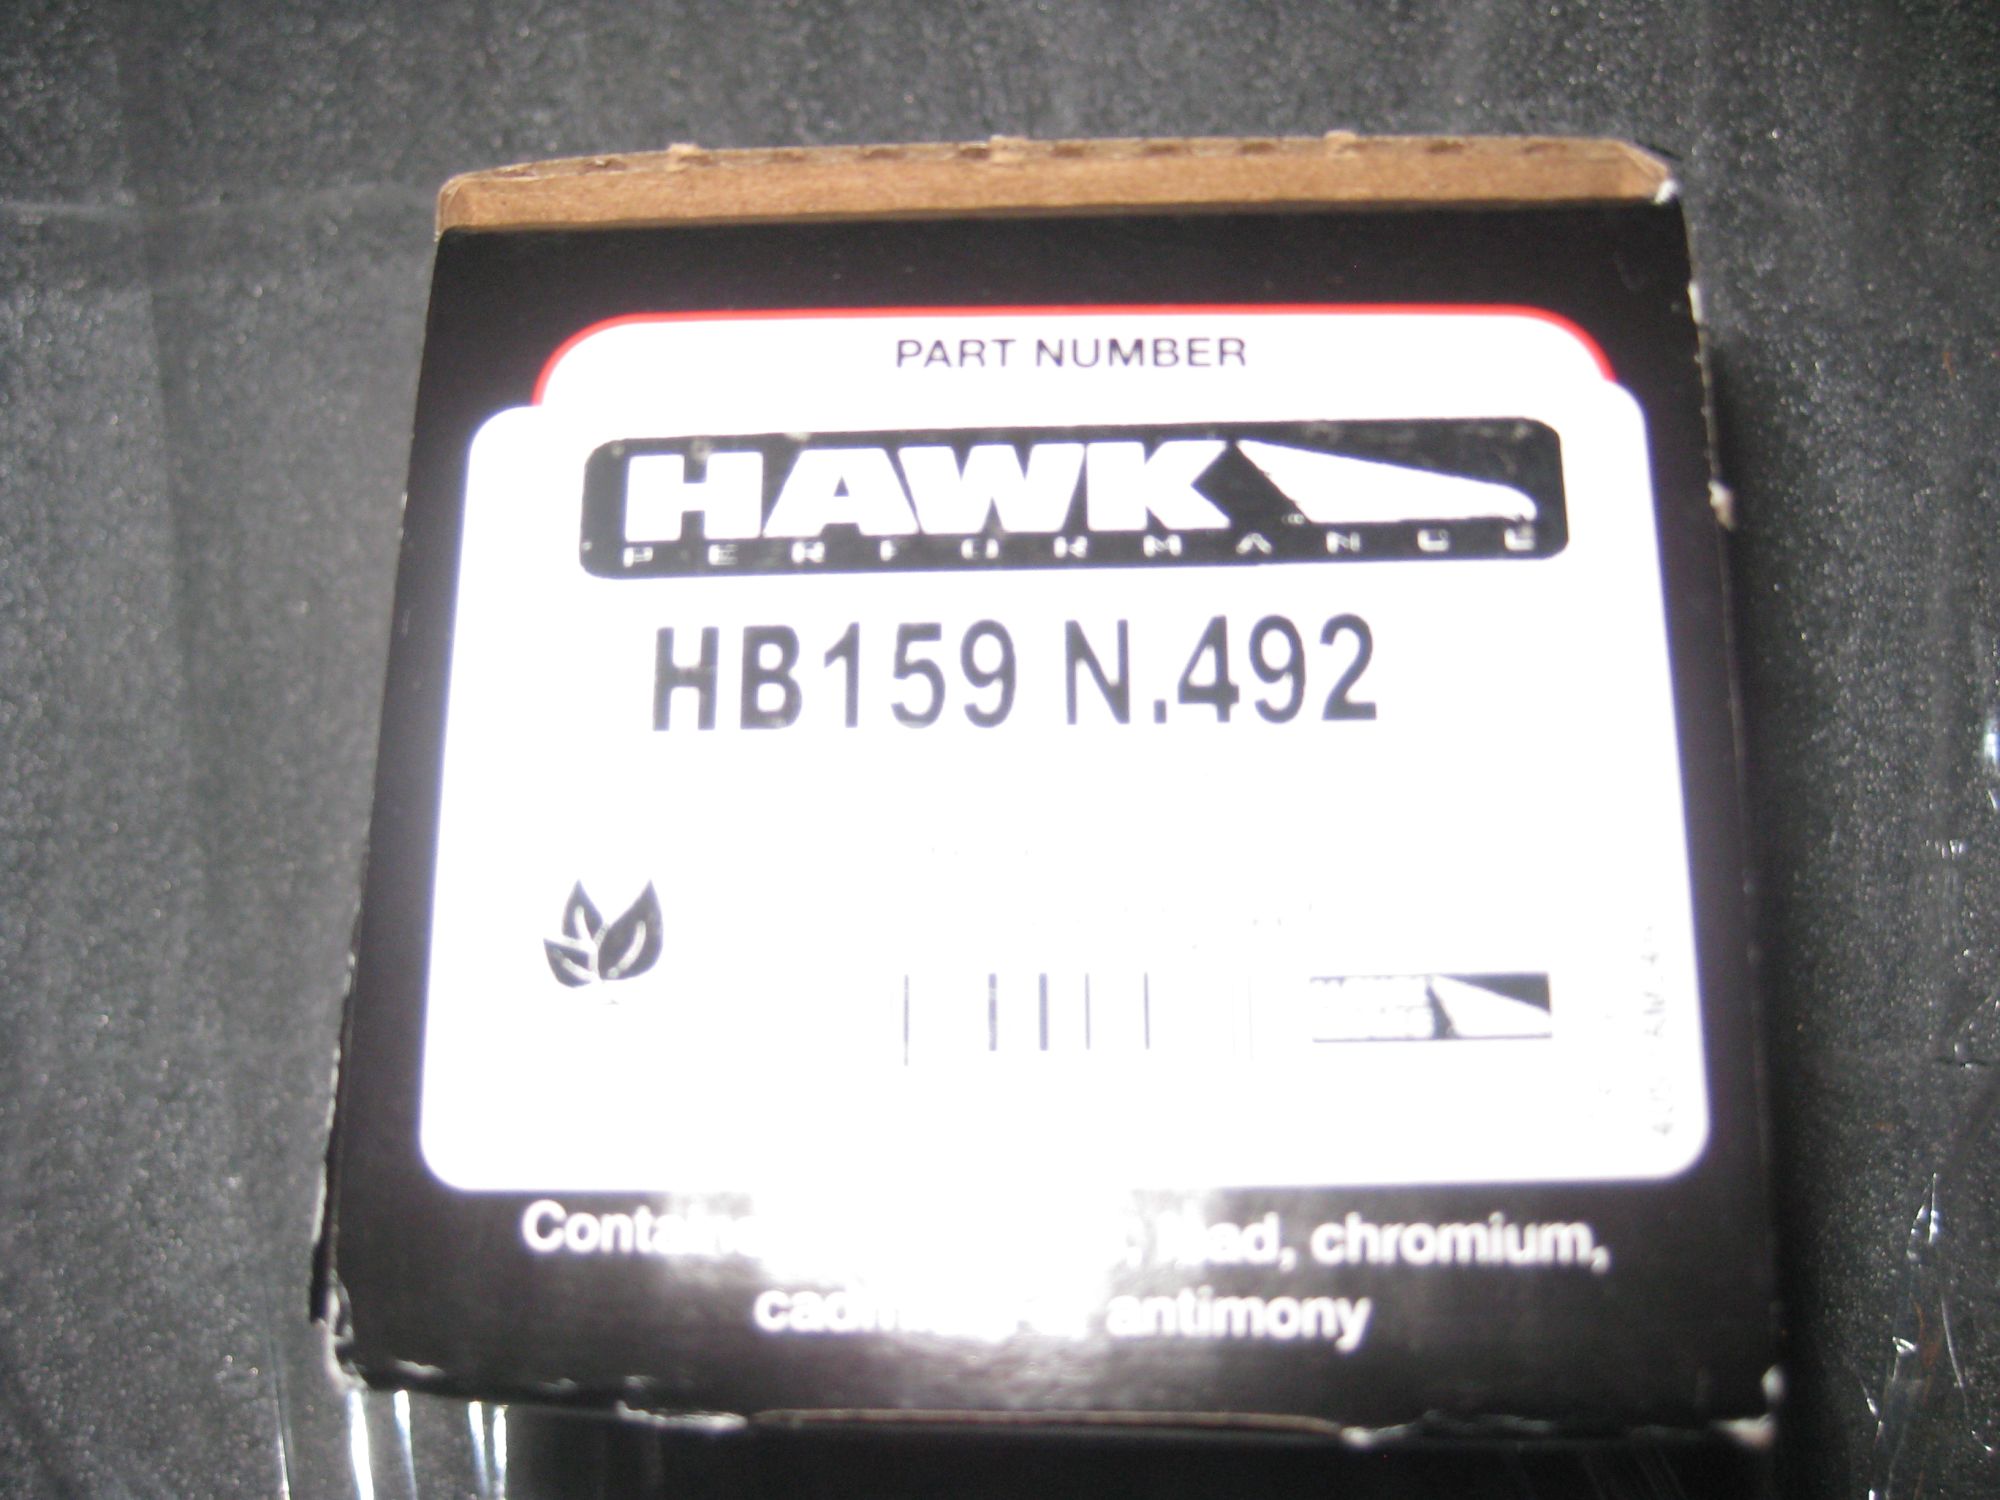 PART NUMBER
HAWK
PERFORMANCE
HB159 N.492
lead, chromium,
antimony